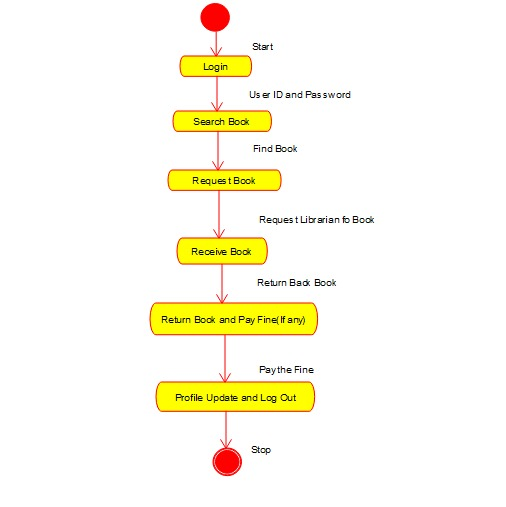 Start
Login
User ID and Password
Search Book
Find Book
Request Book
Request Librarian fo Book
Receive Book
Return Back Book
Return Book and Pay Fine(If any)
Pay the Fine
Profile Update and Log Out
Stop